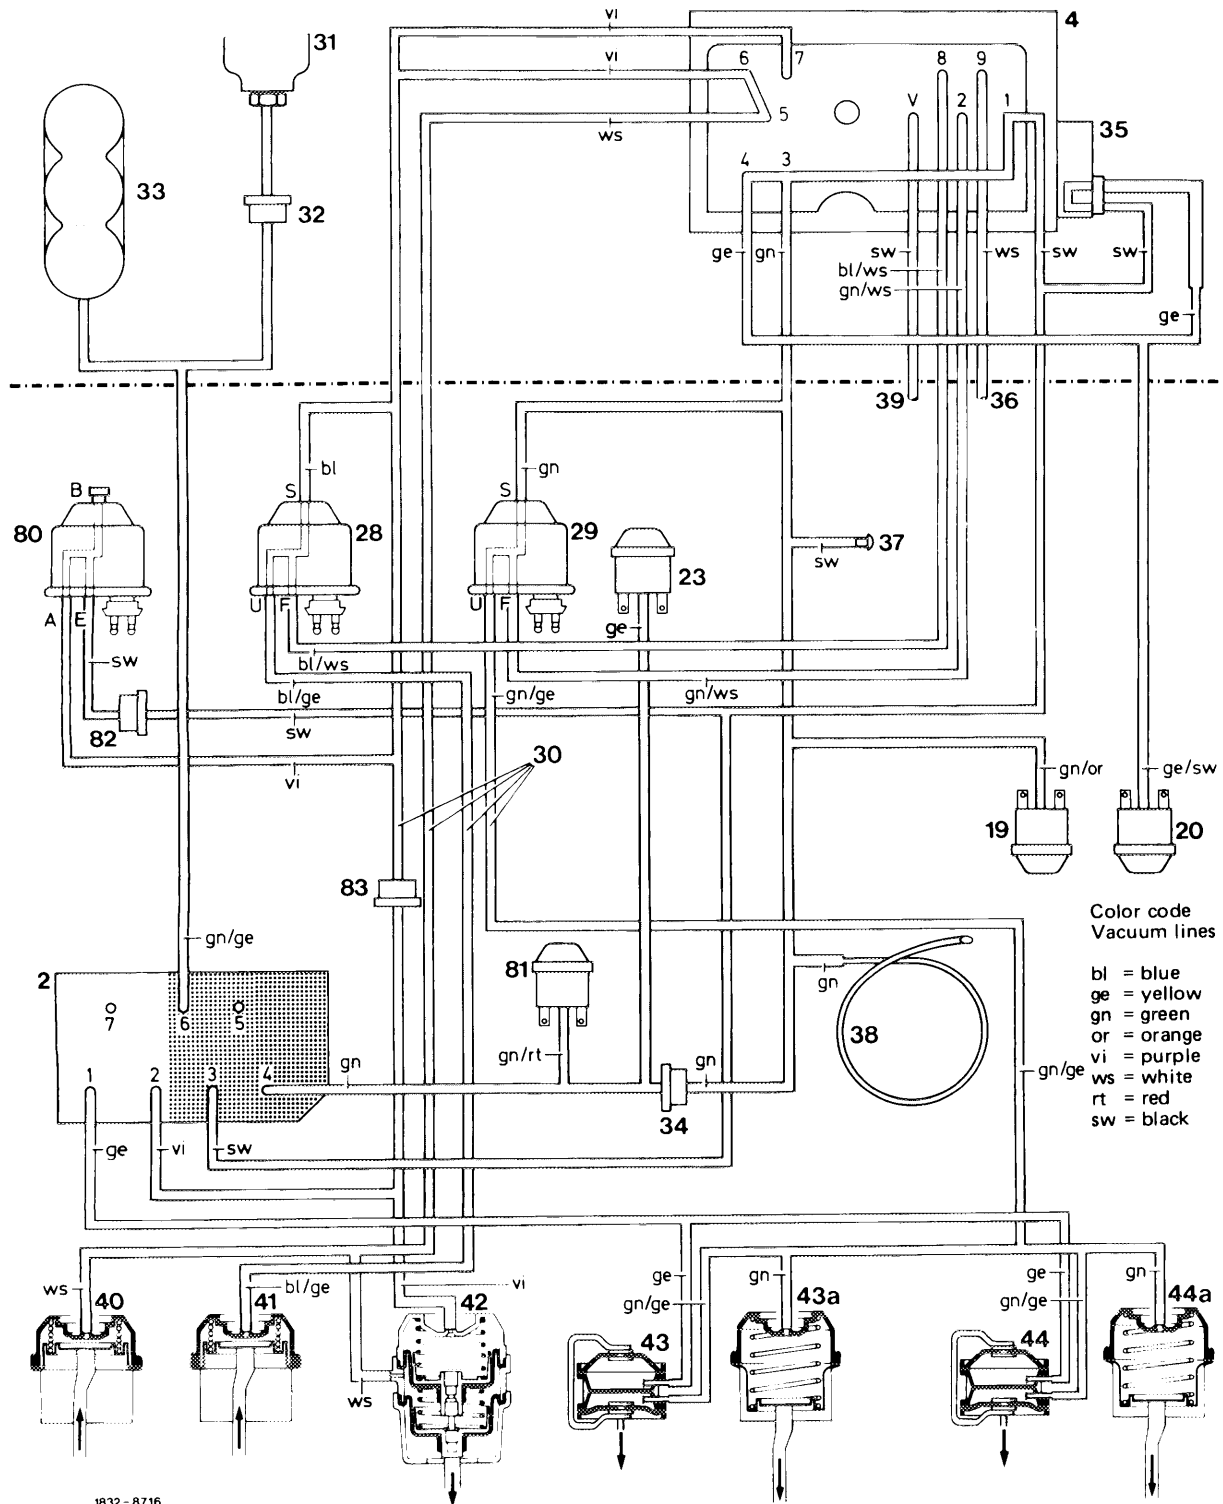 vi
31
4
vi
6
7
8
9
V
2
1
5
ws
35
33
4
3
32
ge
gn
sw
bl/ws
gn/ws
ws
sw
sw
ge
39
36
bl
gn
B
S
S
80
28
29
37
sw
23
A
E
U
F
U
F
ge
sw
bl/ws
bl/ge
gn/ge
gn/ws
82
sw
vi
30
gn/or
ge/sw
19
20
83
Color code
Vacuum lines
bl = blue
ge = yellow
gn = green
or = orange
vi = purple
ws = white
rt = red
sw = black
gn/ge
2
7
6
5
81
gn
38
1
2
3
4
gn
gn/rt
gn
gn/ge
34
ge
vi
sw
ws
40
bl/ge
41
vi
42
ge
gn/ge
gn
43a
ge
gn/ge
gn
44a
43
44
ws
1832 - 8716